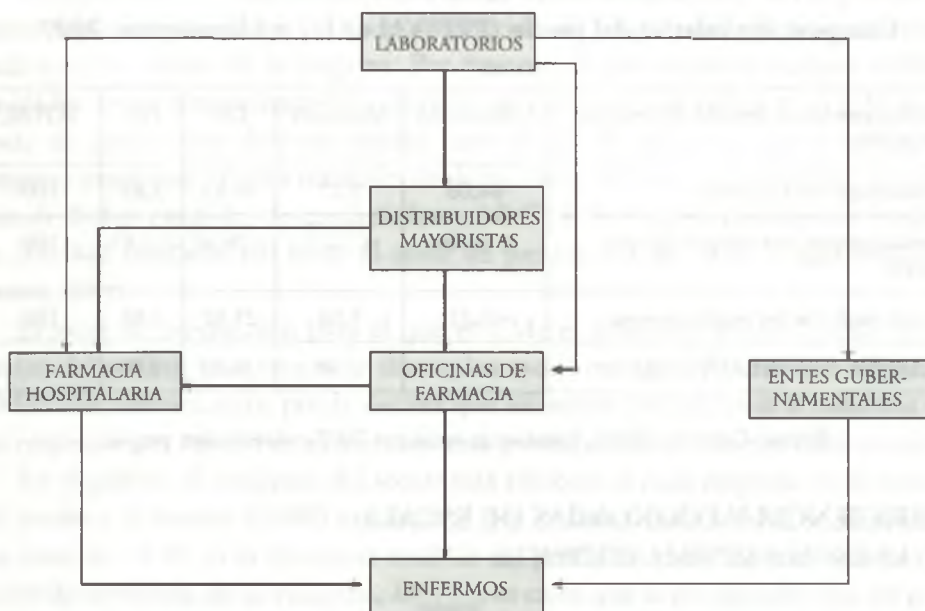 LABORATORIOS
DISTRIBUIDORES
MAYORISTAS
FARMACIA
HOSPITALARIA
OFICINAS DE
FARMACIA
ENTES GUBER-
NAMENTALES
ENFERMOS